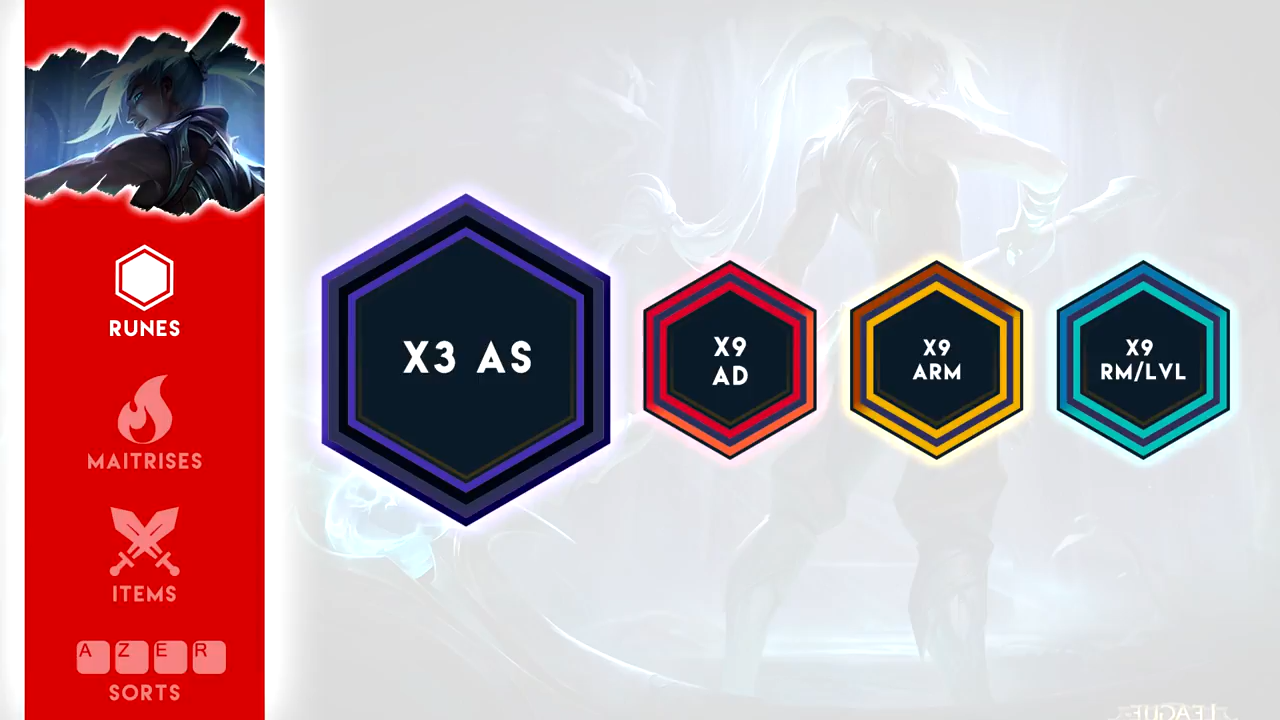 RUNES
MAITRISES
ITEMS
A Z E R
SORTS
X3 AS
X9
AD
X9
ARM
X9
RM/LVL